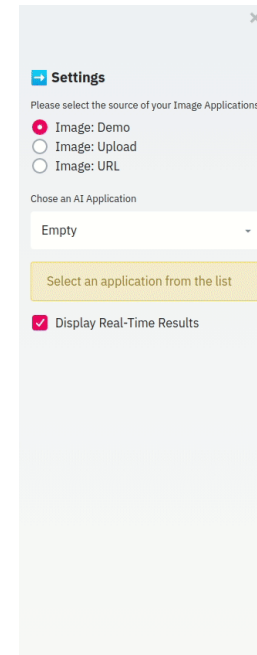 Settings
Please select the source of your Image Applications
Image: Demo
Image: Upload
Image: URL
Chose an AI Application
Empty
Select an application from the list
Display Real-Time Results